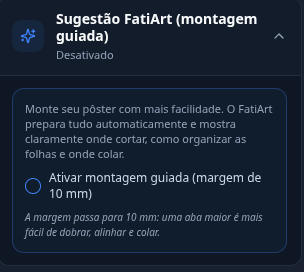 Sugestão FatiArt (montagem
guiada)
Desativado
Monte seu pôster com mais facilidade. O FatiArt
prepara tudo automaticamente e mostra
claramente onde cortar, como organizar as
folhas e onde colar.
Ativar montagem guiada (margem de
10 mm)
A margem passa para 10 mm: uma aba maior é mais
fácil de dobrar, alinhar e colar.